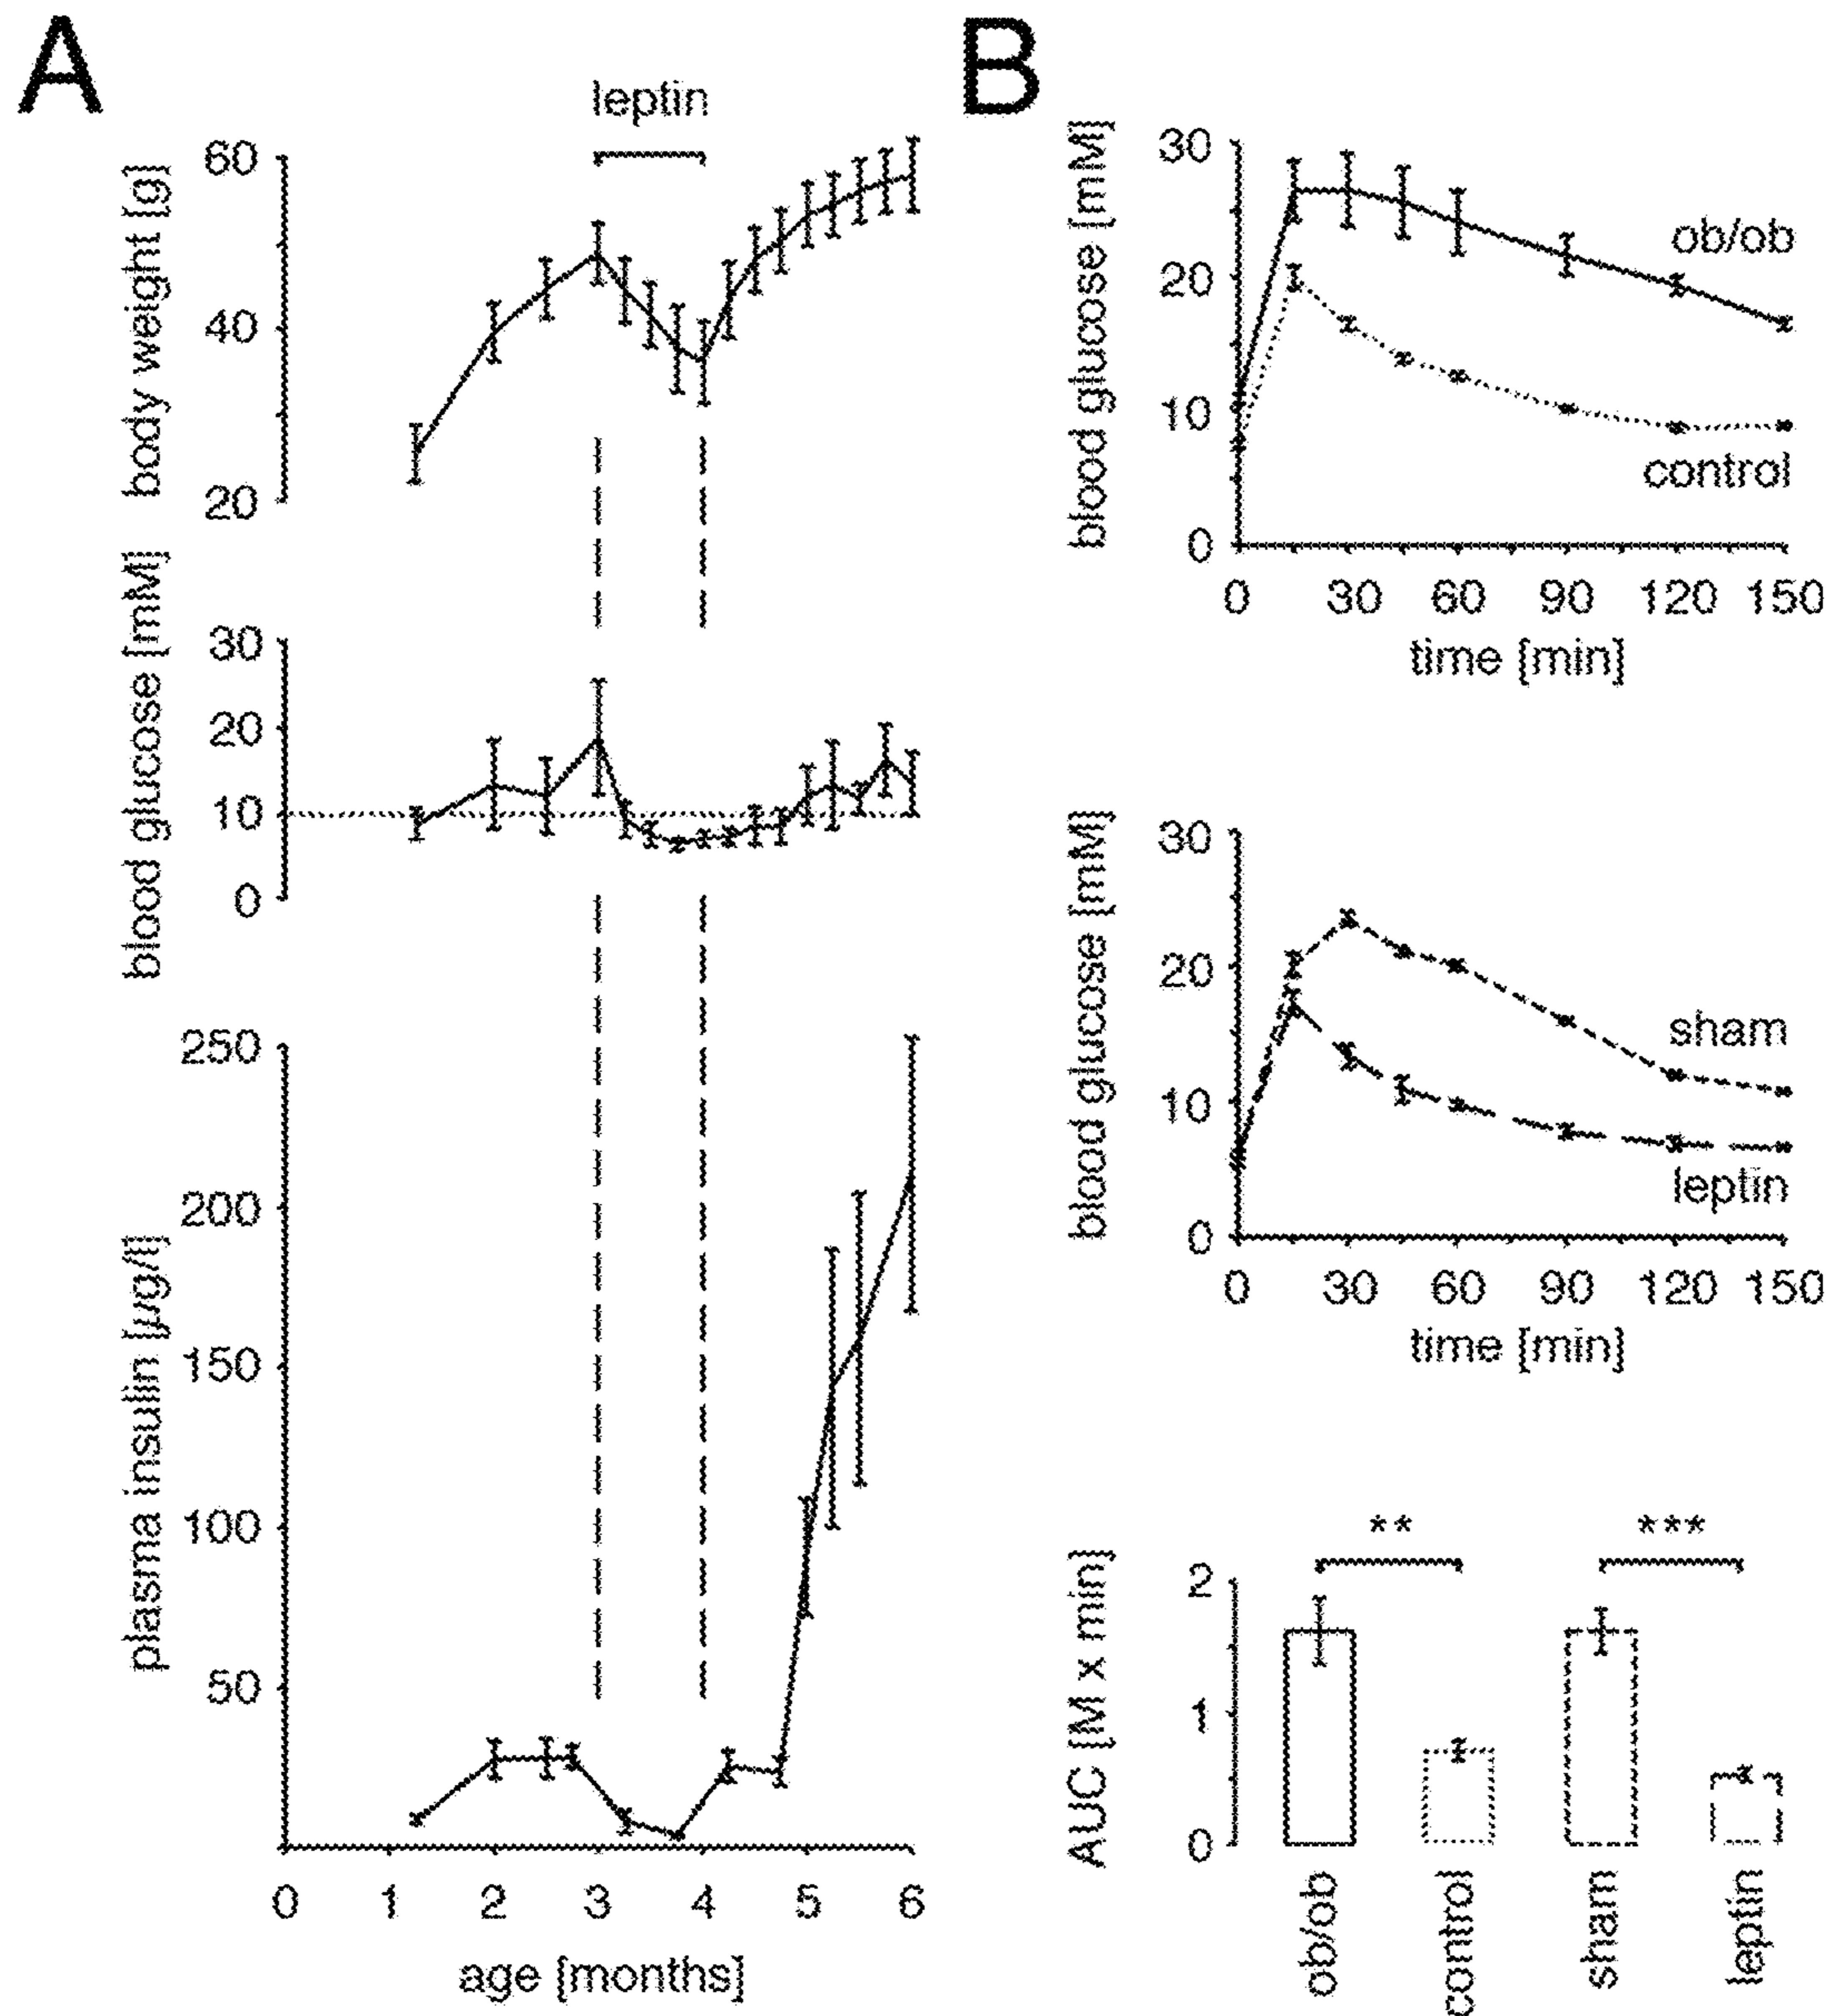 A
leptin
body weight [g]
60
40
20
blood glucose [mM]
30
20
10
0
plasma insulin [µg/l]
250
200
150
100
50
0 1 2 3 4 5 6
age [months]
B
blood glucose [mM]
30
20
10
0
ob/ob
control
0 30 60 90 120 150
time [min]
blood glucose [mM]
30
20
10
0
sham
leptin
0 30 60 90 120 150
time [min]
AUC [M x min]
** ***
2
1
0
ob/ob control sham leptin